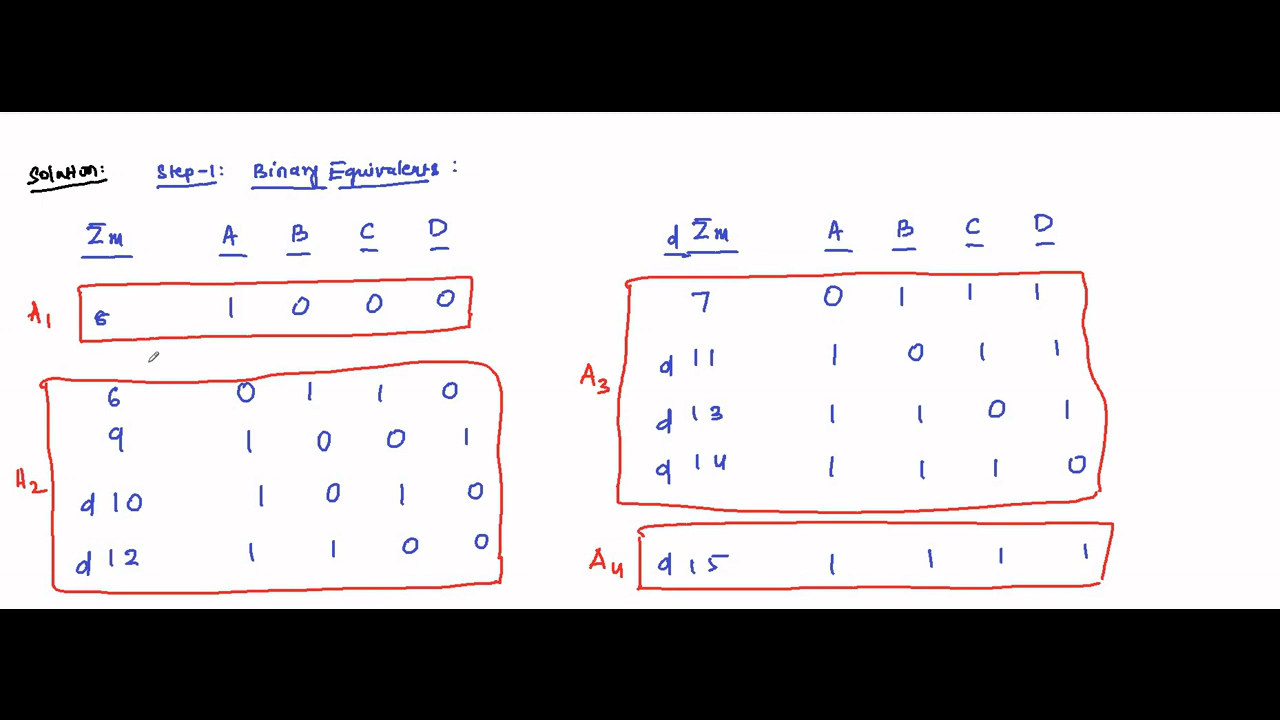 Solution: Step-1: Binary Equivalents:
Σm A B C D
A1 8 1 0 0 0
A2 6 0 1 1 0
9 1 0 0 1
d 10 1 0 1 0
d 12 1 1 0 0
d Σm A B C D
7 0 1 1 1
A3 d 11 1 0 1 1
d 13 1 1 0 1
d 14 1 1 1 0
A4 d 15 1 1 1 1